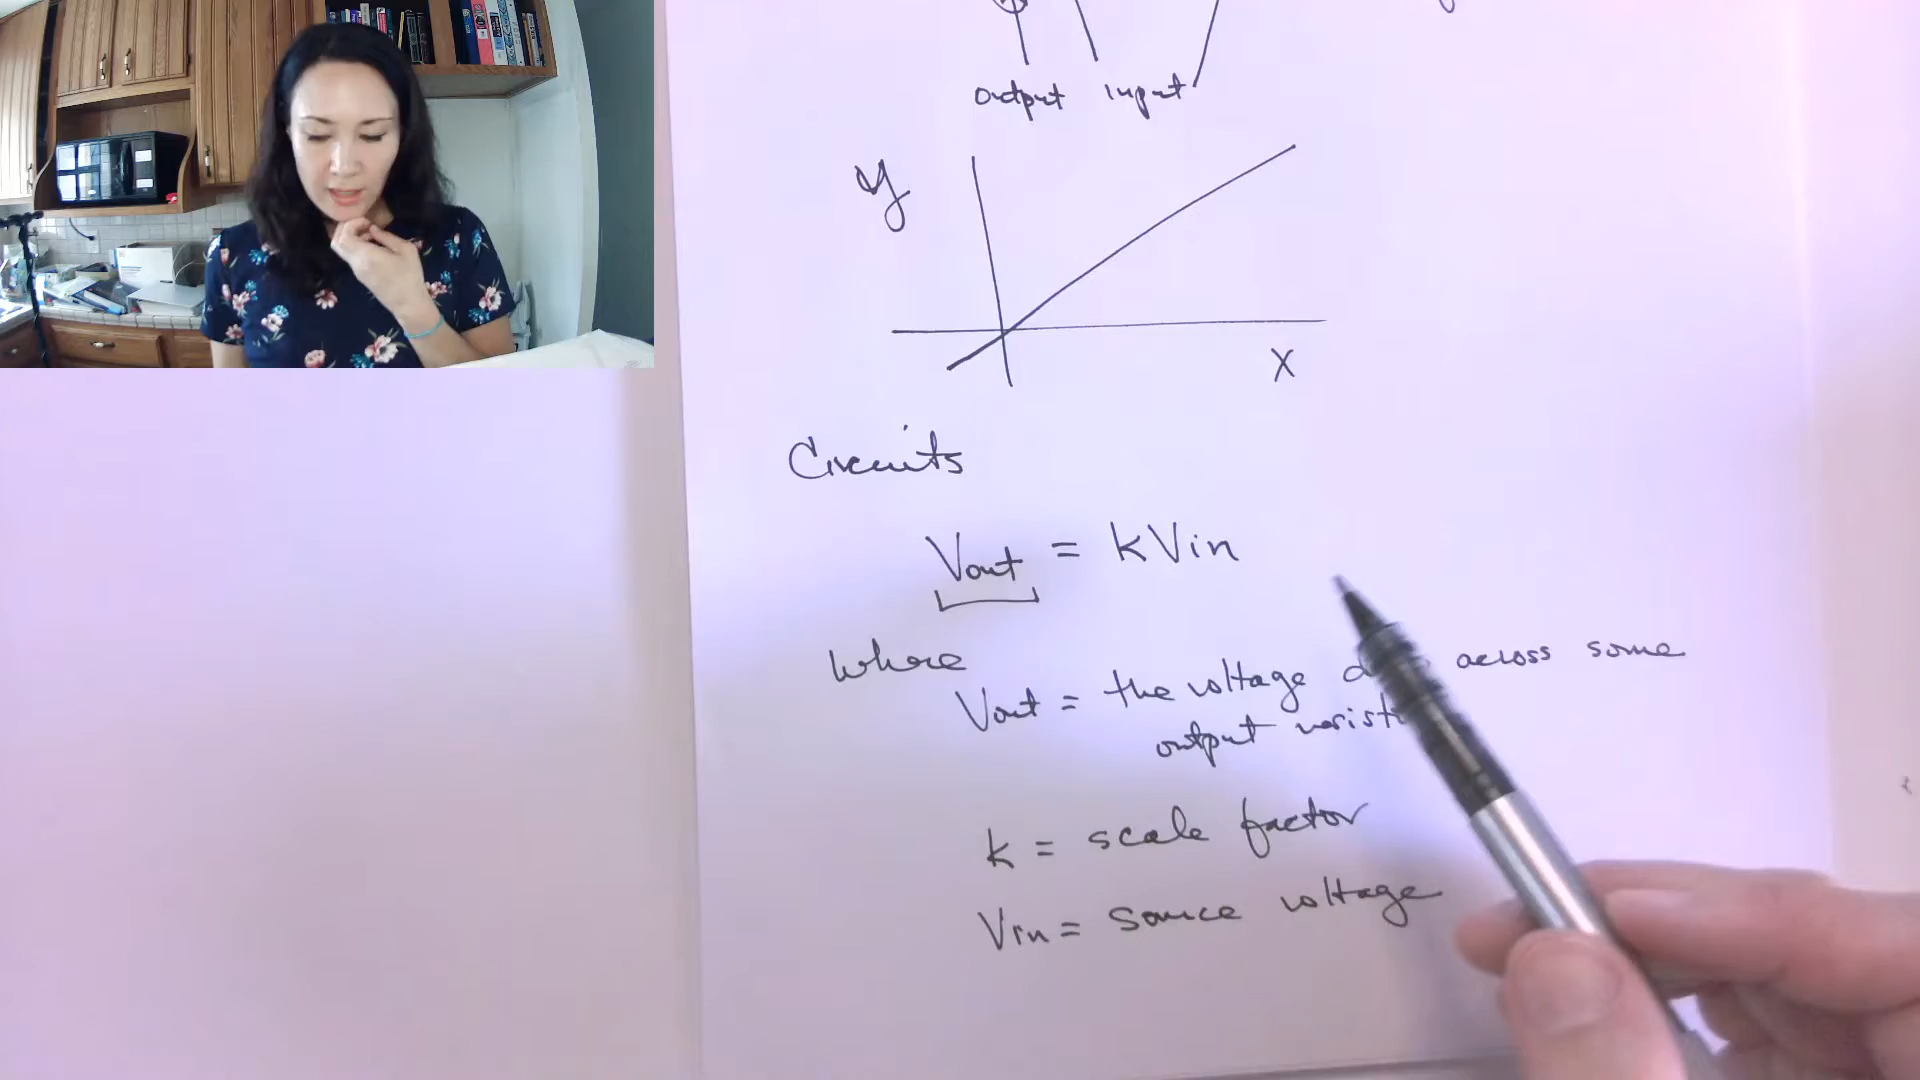 output input
y
X
Circuits
Vout = kVin
where
Vout = the voltage across some
output
k = scale factor
Vin = source voltage